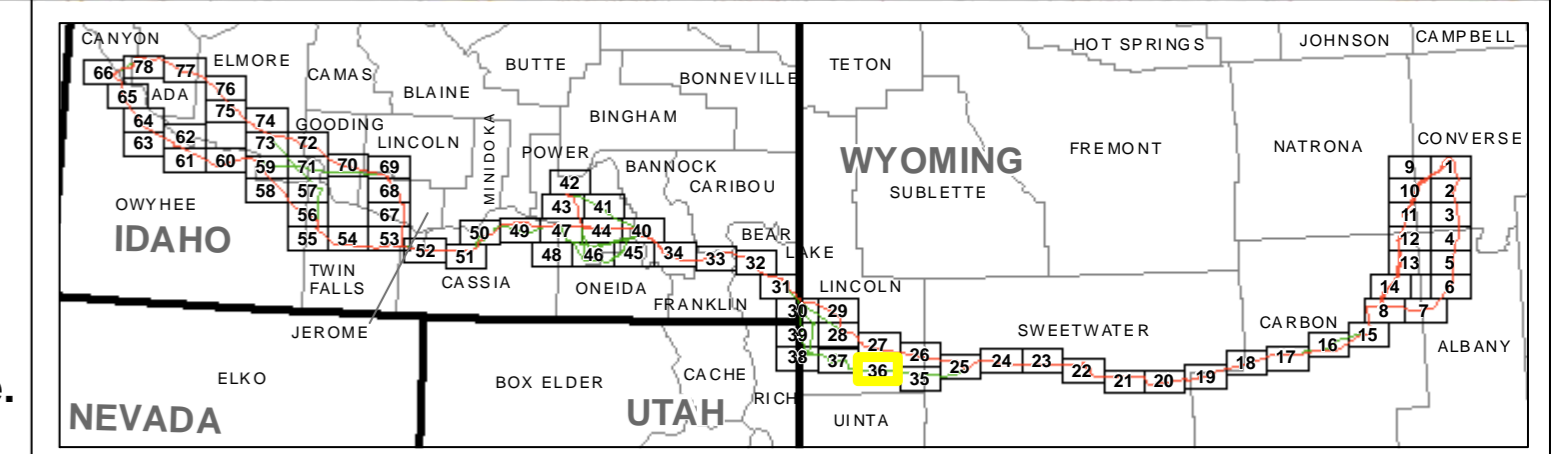 CANYON
ELMORE
CAMAS
BUTTE
BONNEVILLE
TETON
HOT SPRINGS
JOHNSON
CAMPBELL
66 78 77
ADA
BLAINE
65
76
75
BINGHAM
64
74
GOODING
MINIDOKA
WYOMING
FREMONT
NATRONA
CONVERSE
63 62
73 72
LINCOLN
POWER
BANNOCK
61 60 59 71 70 69
9 1
58 57
68
42
CARIBOU
SUBLETTE
10 2
OWYHEE
56
67
43 41
11 3
IDAHO
55 54 53
50 49 47 44 40
BEAR LAKE
12 4
52 51
48 46 45 34 33 32
13 5
TWIN
FALLS
CASSIA
ONEIDA
31
LINCOLN
14 6
FRANKLIN
30 29
8 7
JEROME
39 28
SWEETWATER
CARBON
15
38 37 27 26
16
ALBANY
36 35 25 24 23 22 21 20 19 18 17
ELKO
BOX ELDER
CACHE
RICH
NEVADA
UTAH
UINTA
e.